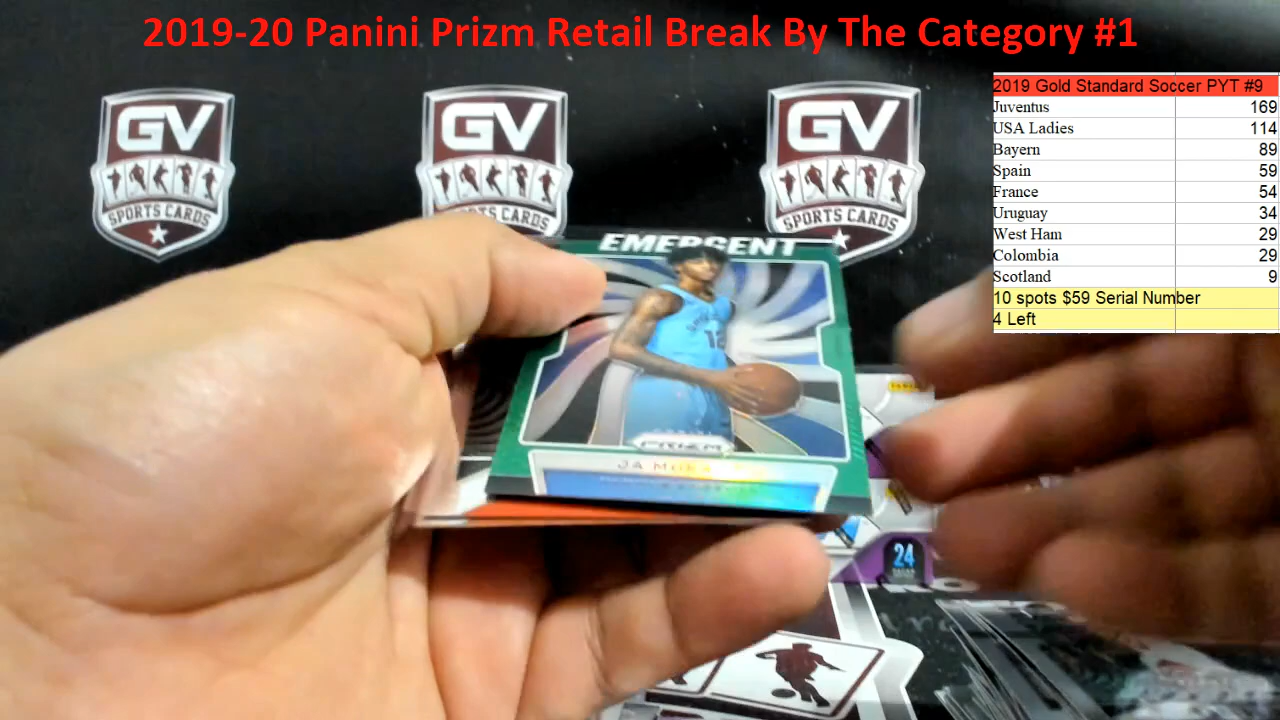 2019-20 Panini Prizm Retail Break By The Category #1
2019 Gold Standard Soccer PYT #9
Juventus 169
USA Ladies 114
Bayern 89
Spain 59
France 54
Uruguay 34
West Ham 29
Colombia 29
Scotland 9
10 spots $59 Serial Number
4 Left
GV
SPORTS CARDS
GV
SPORTS CARDS
GV
SPORTS CARDS
EMERGENT
12
PRIZM
JA
PANINI
24